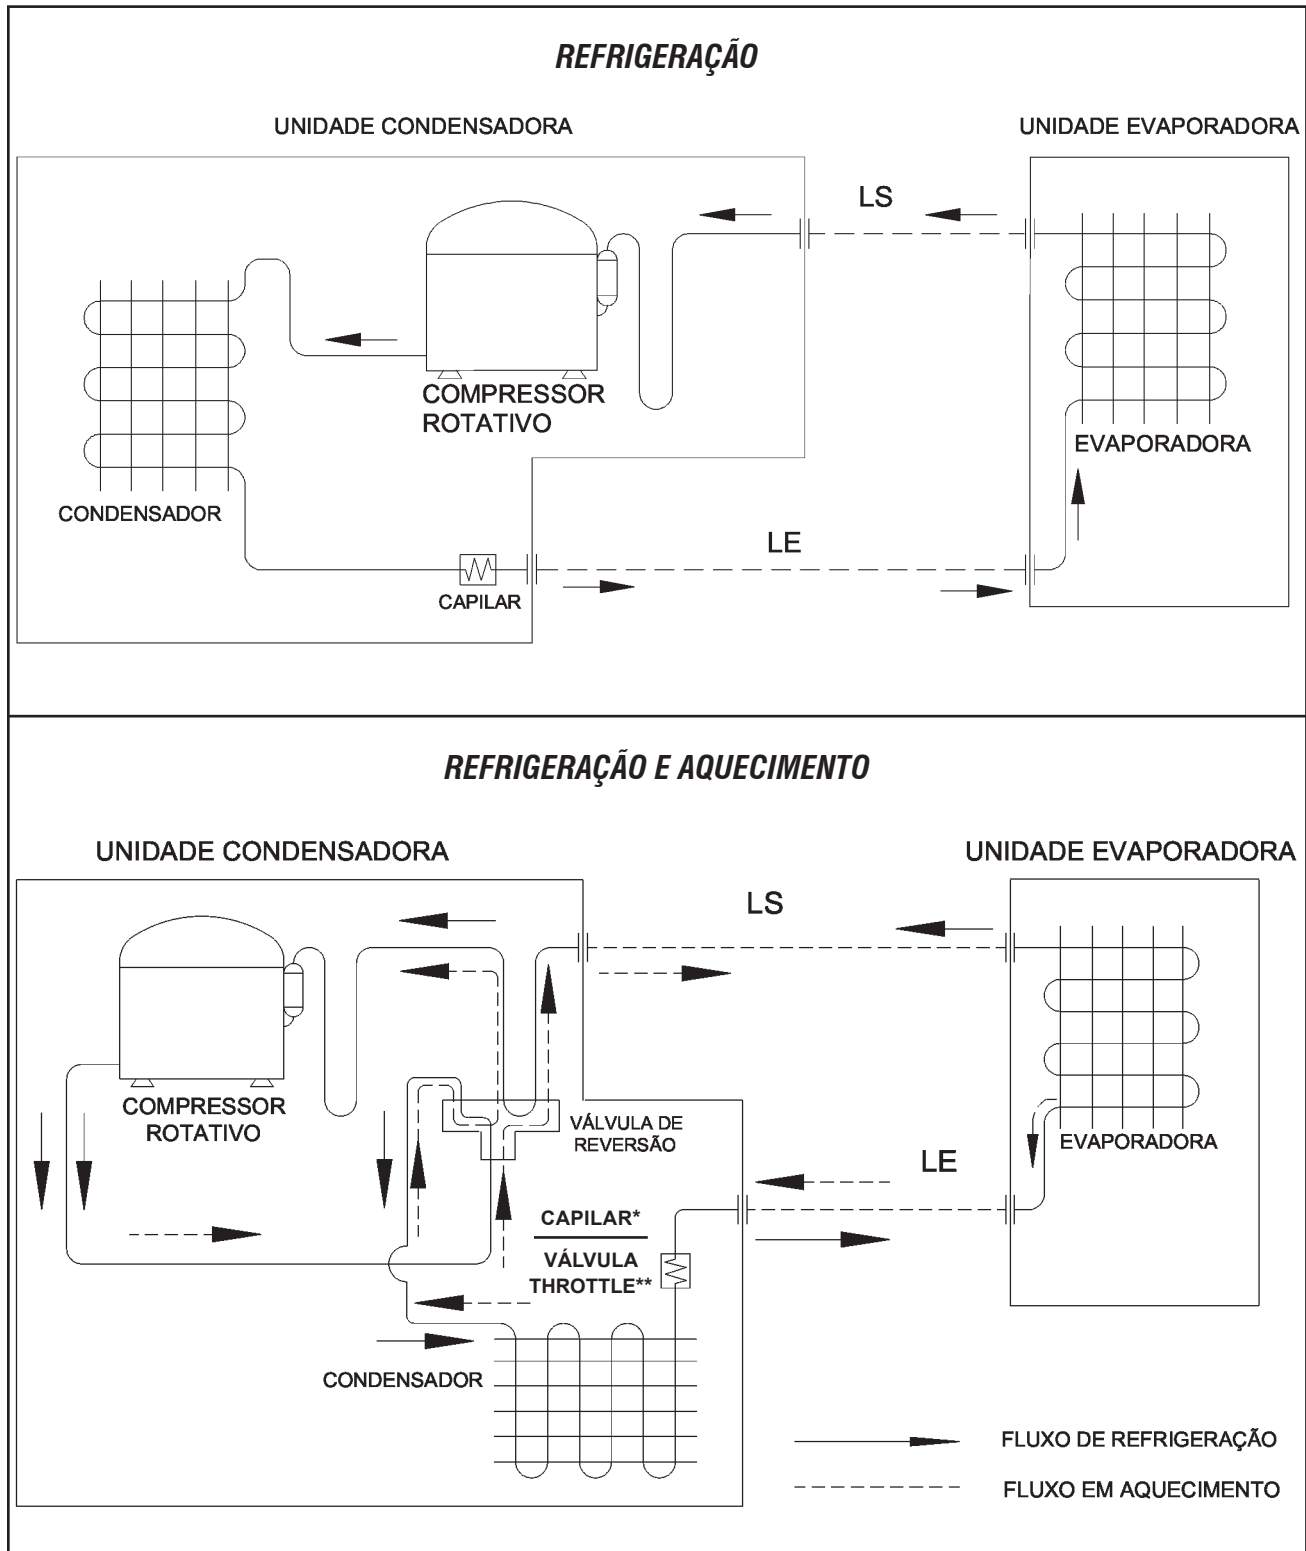 REFRIGERAÇÃO
UNIDADE CONDENSADORA
UNIDADE EVAPORADORA
LS
COMPRESSOR
ROTATIVO
EVAPORADORA
CONDENSADOR
LE
CAPILAR
REFRIGERAÇÃO E AQUECIMENTO
UNIDADE CONDENSADORA
UNIDADE EVAPORADORA
LS
COMPRESSOR
ROTATIVO
VÁLVULA DE
REVERSÃO
EVAPORADORA
LE
CAPILAR*
VÁLVULA
THROTTLE**
CONDENSADOR
FLUXO DE REFRIGERAÇÃO
FLUXO EM AQUECIMENTO